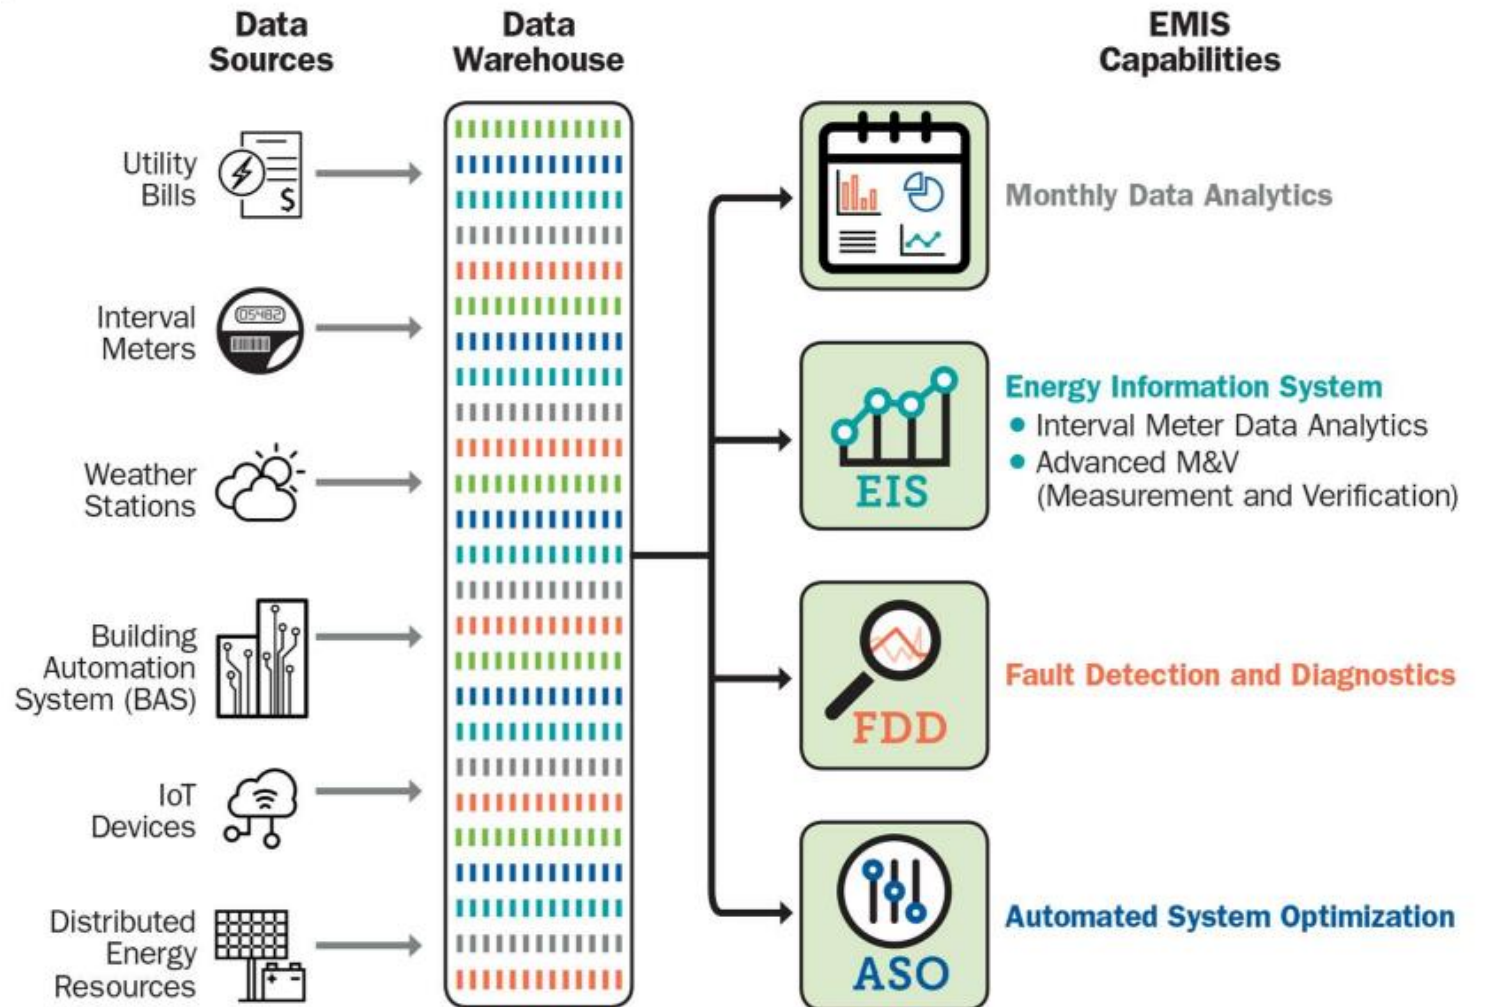 Data
Sources
Data
Warehouse
EMIS
Capabilities
Utility
Bills
$
Interval
Meters
05482
Weather
Stations
Building
Automation
System (BAS)
IoT
Devices
Distributed
Energy
Resources
+ -
Monthly Data Analytics
EIS
Energy Information System
• Interval Meter Data Analytics
• Advanced M&V
(Measurement and Verification)
FDD
Fault Detection and Diagnostics
ASO
Automated System Optimization